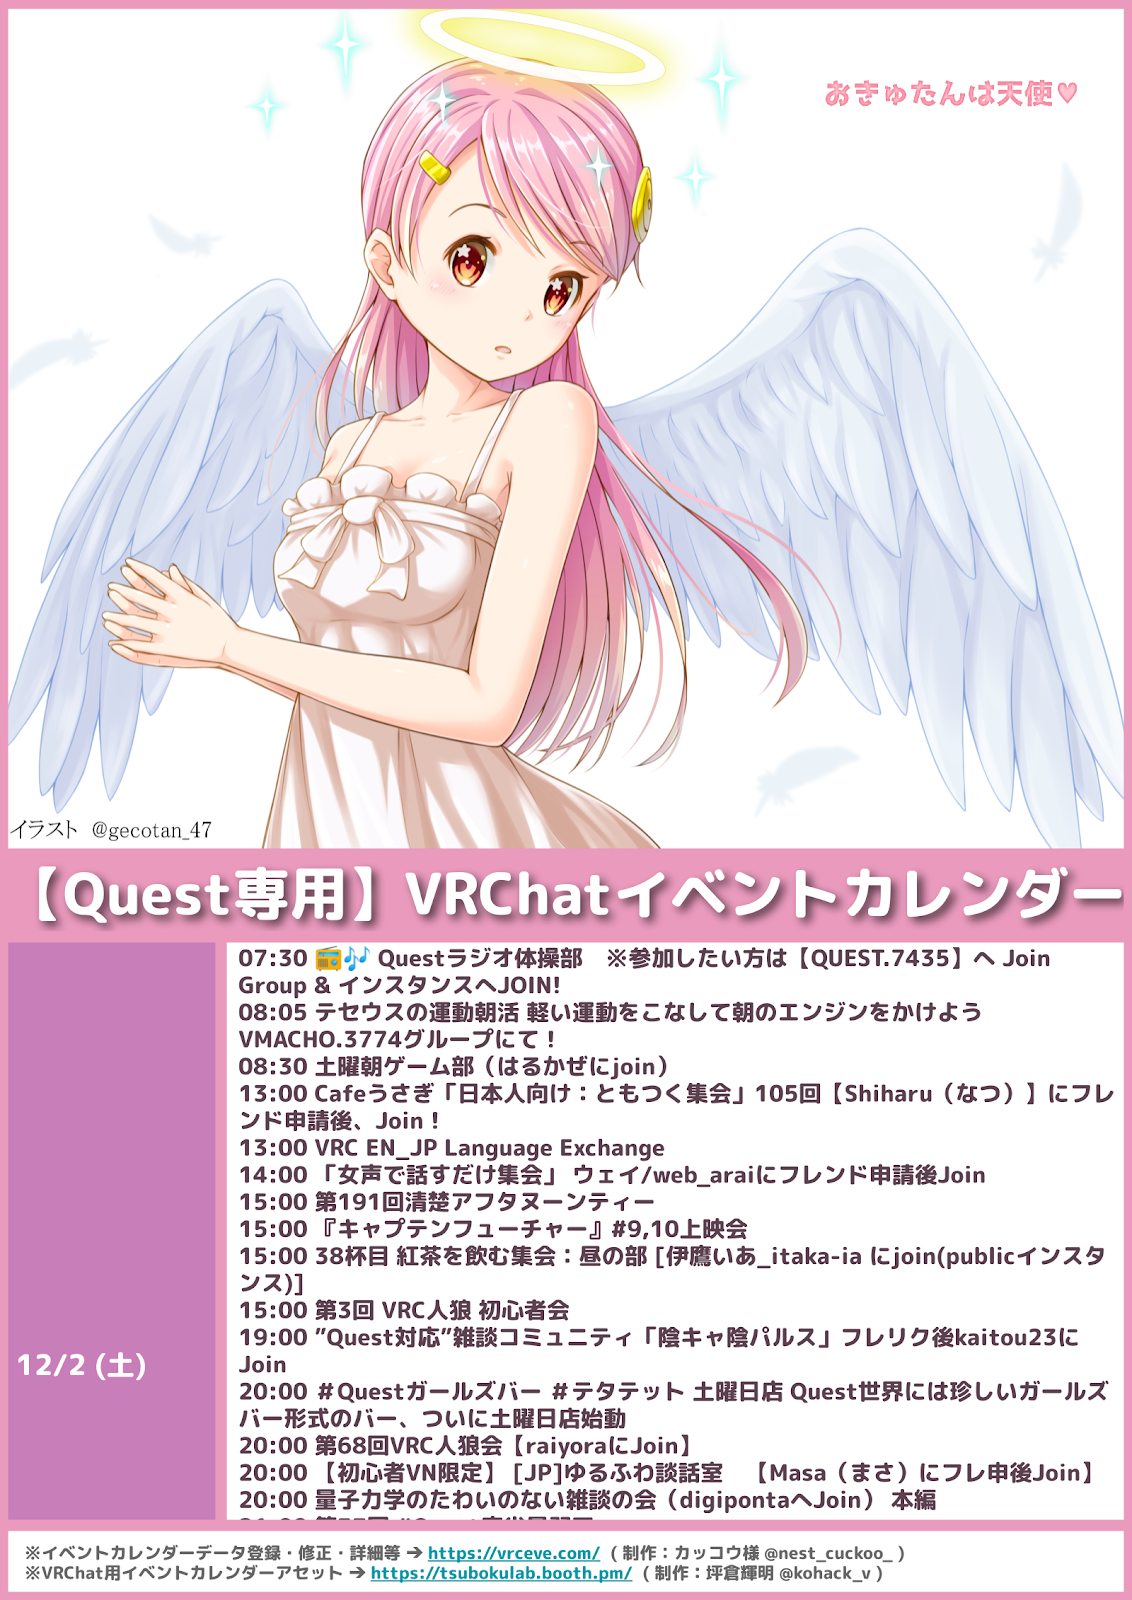 おきゅたんは天使♥
イラスト @gecotan_47
【Quest専用】VRChatイベントカレンダー
12/2 (土)
07:30 📻🎶 Questラジオ体操部　※参加したい方は【QUEST.7435】へ Join
Group & インスタンスへJOIN!
08:05 テセウスの運動朝活 軽い運動をこなして朝のエンジンをかけよう
VMACHO.3774グループにて！
08:30 土曜朝ゲーム部（はるかぜにjoin）
13:00 Cafeうさぎ「日本人向け：ともつく集会」105回【Shiharu（なつ）】にフレ
ンド申請後、Join！
13:00 VRC EN_JP Language Exchange
14:00 「女声で話すだけ集会」 ウェイ/web_araiにフレンド申請後Join
15:00 第191回清楚アフタヌーンティー
15:00 『キャプテンフューチャー』#9,10上映会
15:00 38杯目 紅茶を飲む集会：昼の部 [伊鷹いあ_itaka-ia にjoin(publicインスタ
ンス)]
15:00 第3回 VRC人狼 初心者会
19:00 ”Quest対応”雑談コミュニティ「陰キャ陰パルス」フレリク後kaitou23に
Join
20:00 ＃Questガールズバー ＃テタテット 土曜日店 Quest世界には珍しいガールズ
バー形式のバー、ついに土曜日店始動
20:00 第68回VRC人狼会【raiyoraにJoin】
20:00 【初心者VN限定】 [JP]ゆるふわ談話室　【Masa（まさ）にフレ申後Join】
20:00 量子力学のたわいのない雑談の会（digipontaへJoin） 本編
※イベントカレンダーデータ登録・修正・詳細等 ➔ https://vrceve.com/ ( 制作：カッコウ様 @nest_cuckoo_ )
※VRChat用イベントカレンダーアセット ➔ https://tsubokulab.booth.pm/ ( 制作：坪倉輝明 @kohack_v )